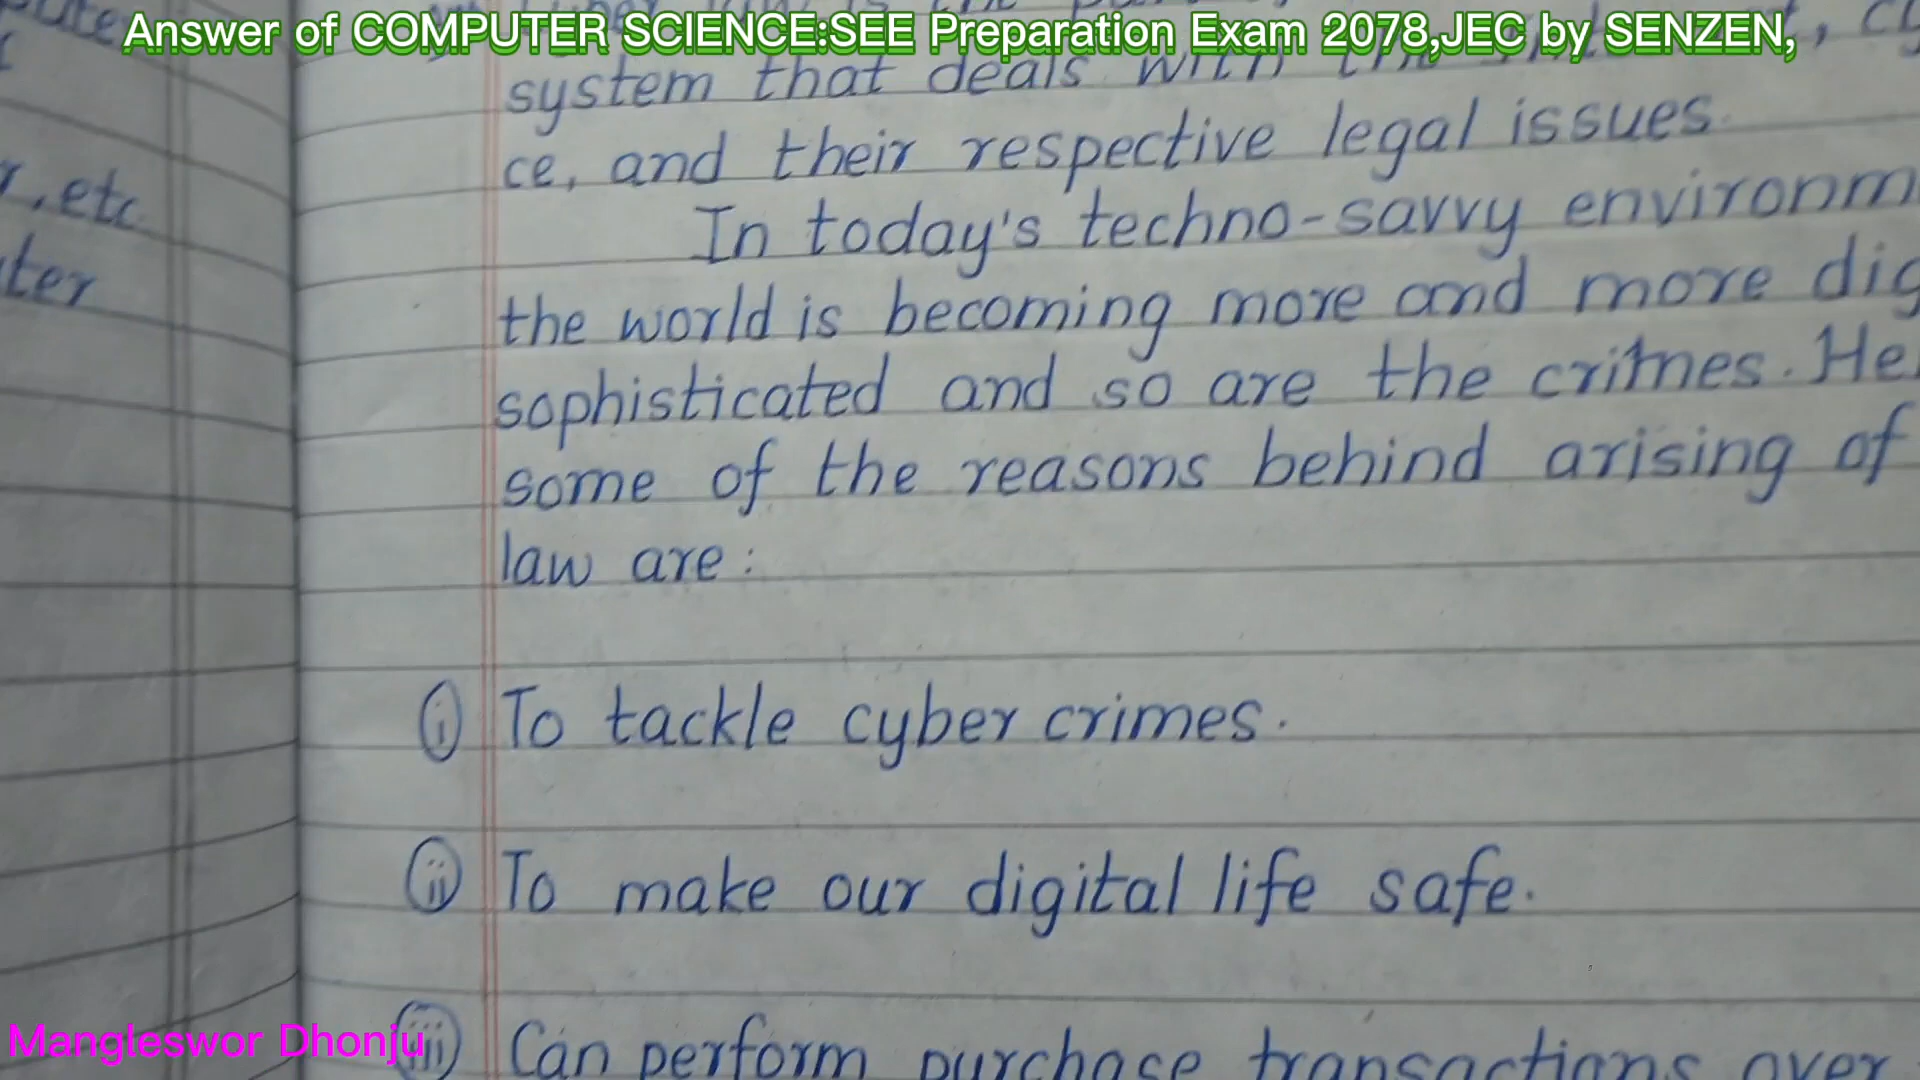 Answer of COMPUTER SCIENCE:SEE Preparation Exam 2078,JEC by SENZEN,
system that deals with the
ce, and their respective legal issues.
r, etc
In today's techno-savvy environm
ter
the world is becoming more and more dig
sophisticated and so are the crimes. He
some of the reasons behind arising of
law are:
(i) To tackle cyber crimes.
(ii) To make our digital life safe.
(iii) Can perform purchase transactions over
Mangleswor Dhonju